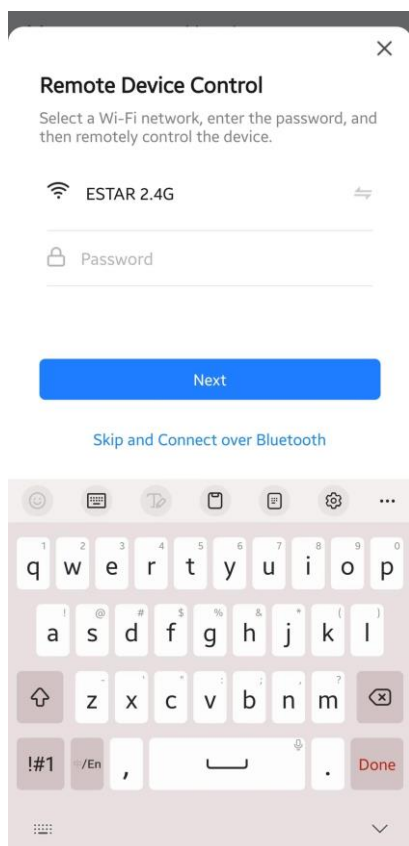 Remote Device Control
Select a Wi-Fi network, enter the password, and
then remotely control the device.
ESTAR 2.4G
Password
Next
Skip and Connect over Bluetooth
1 2 3 4 5 6 7 8 9 0
q w e r t y u i o p
! @ # $ % & * ( )
a s d f g h j k l
- ' " : ; , ?
z x c v b n m
!#1 /En , . Done